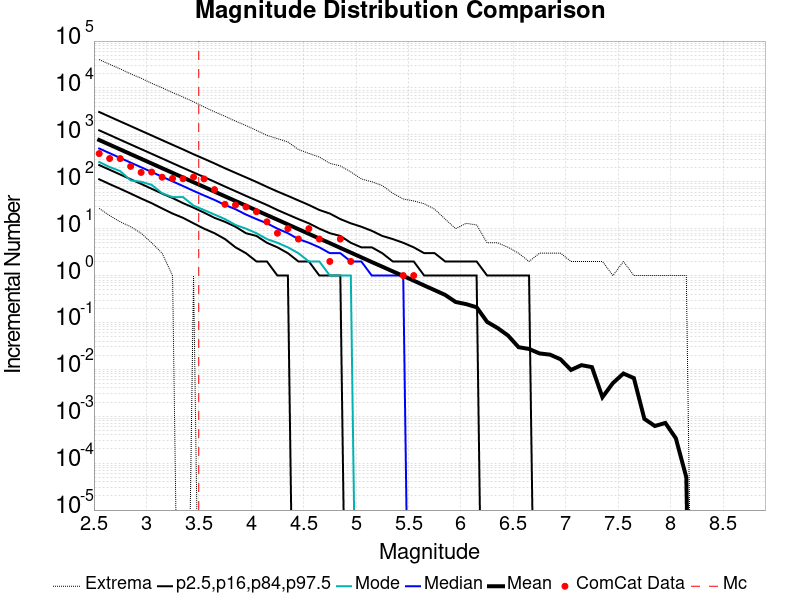 Magnitude Distribution Comparison
10^5
10^4
10^3
10^2
10^1
10^0
10^-1
10^-2
10^-3
10^-4
10^-5
Incremental Number
2.5 3 3.5 4 4.5 5 5.5 6 6.5 7 7.5 8 8.5
Magnitude
Extrema p2.5,p16,p84,p97.5 Mode Median Mean ComCat Data Mc